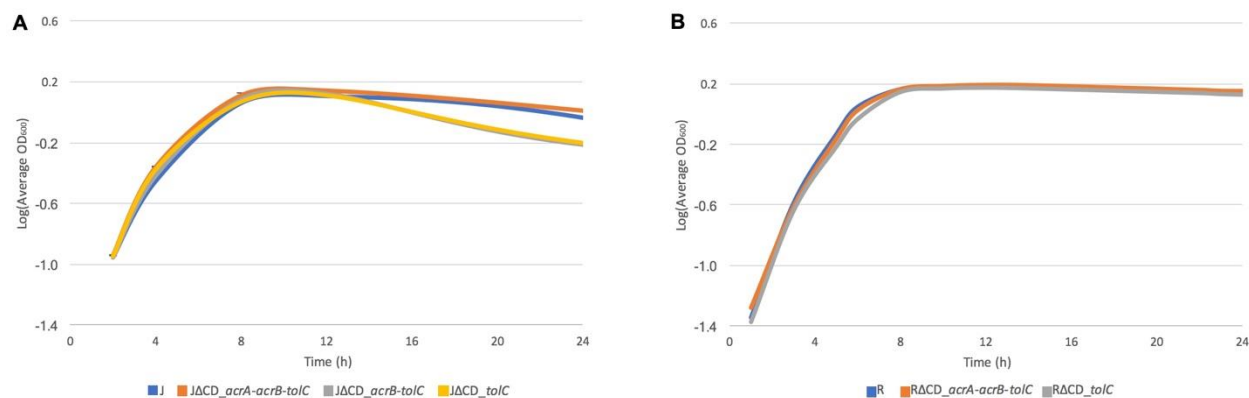 A
0.6
0.2
-0.2
-0.6
-1.0
-1.4
Log(Average OD₆₀₀)
0 4 8 12 16 20 24
Time (h)
J JΔCD_acrA-acrB-tolC JΔCD_acrB-tolC JΔCD_tolC
B
0.6
0.2
-0.2
-0.6
-1.0
-1.4
Log(Average OD₆₀₀)
0 4 8 12 16 20 24
Time (h)
R RΔCD_acrA-acrB-tolC RΔCD_tolC